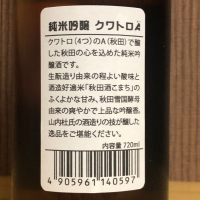 純米吟醸 クワトロA
クワトロ(4つ)のA(秋田)で醸
した秋田の心を込めた純米吟
醸酒です。
生酛造り由来の程よい酸味と
酒造好適米「秋田酒こまち」の
ふくよかな甘み、秋田雪国酵母
由来の爽やかで上品な吟醸香。
山内杜氏の酒造りの技が醸し
た逸品をご堪能ください。
内容量 720ml
4 905961 140597